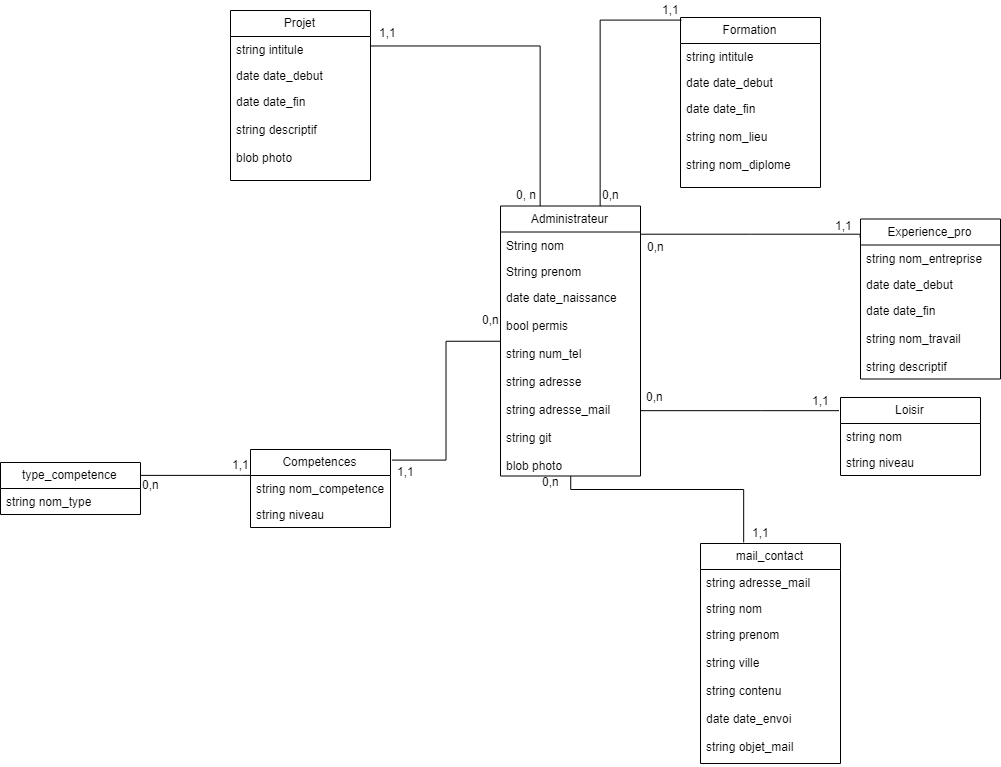 Projet
string intitule
date date_debut
date date_fin
string descriptif
blob photo
1,1
0, n
1,1
Formation
string intitule
date date_debut
date date_fin
string nom_lieu
string nom_diplome
0,n
Administrateur
String nom
String prenom
date date_naissance
bool permis
string num_tel
string adresse
string adresse_mail
string git
blob photo
0,n
1,1
Experience_pro
string nom_entreprise
date date_debut
date date_fin
string nom_travail
string descriptif
0,n
1,1
Loisir
string nom
string niveau
0,n
1,1
Competences
string nom_competence
string niveau
1,1
0,n
type_competence
string nom_type
0,n
1,1
mail_contact
string adresse_mail
string nom
string prenom
string ville
string contenu
date date_envoi
string objet_mail